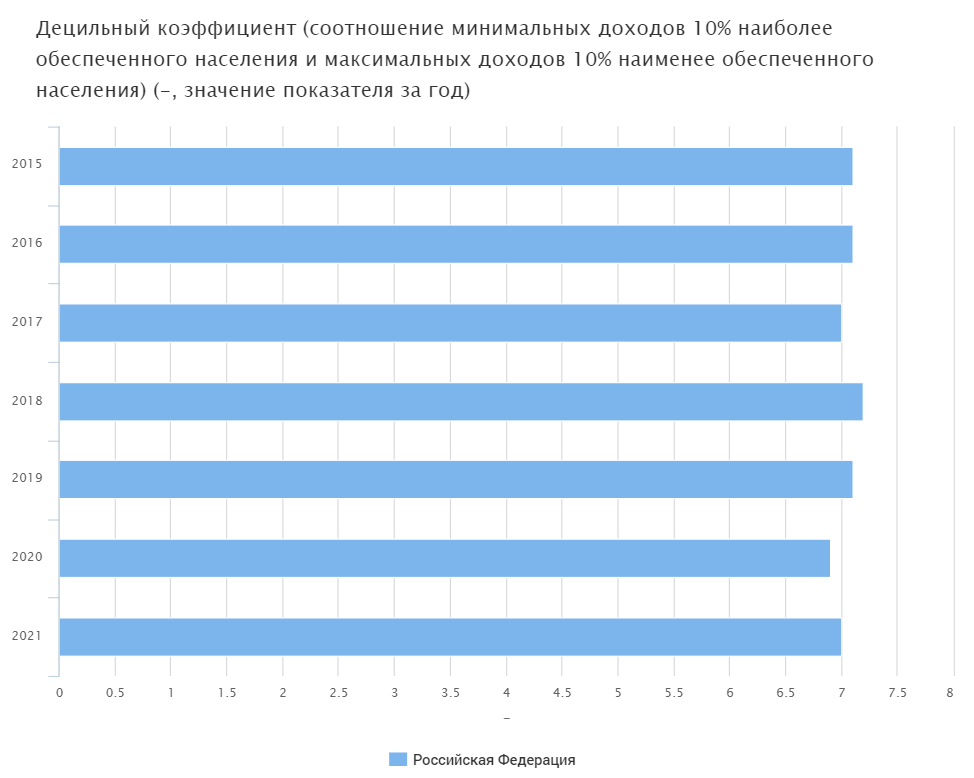 Децильный коэффициент (соотношение минимальных доходов 10% наиболее
обеспеченного населения и максимальных доходов 10% наименее обеспеченного
населения) (–, значение показателя за год)
2015
2016
2017
2018
2019
2020
2021
0 0.5 1 1.5 2 2.5 3 3.5 4 4.5 5 5.5 6 6.5 7 7.5 8
–
Российская Федерация